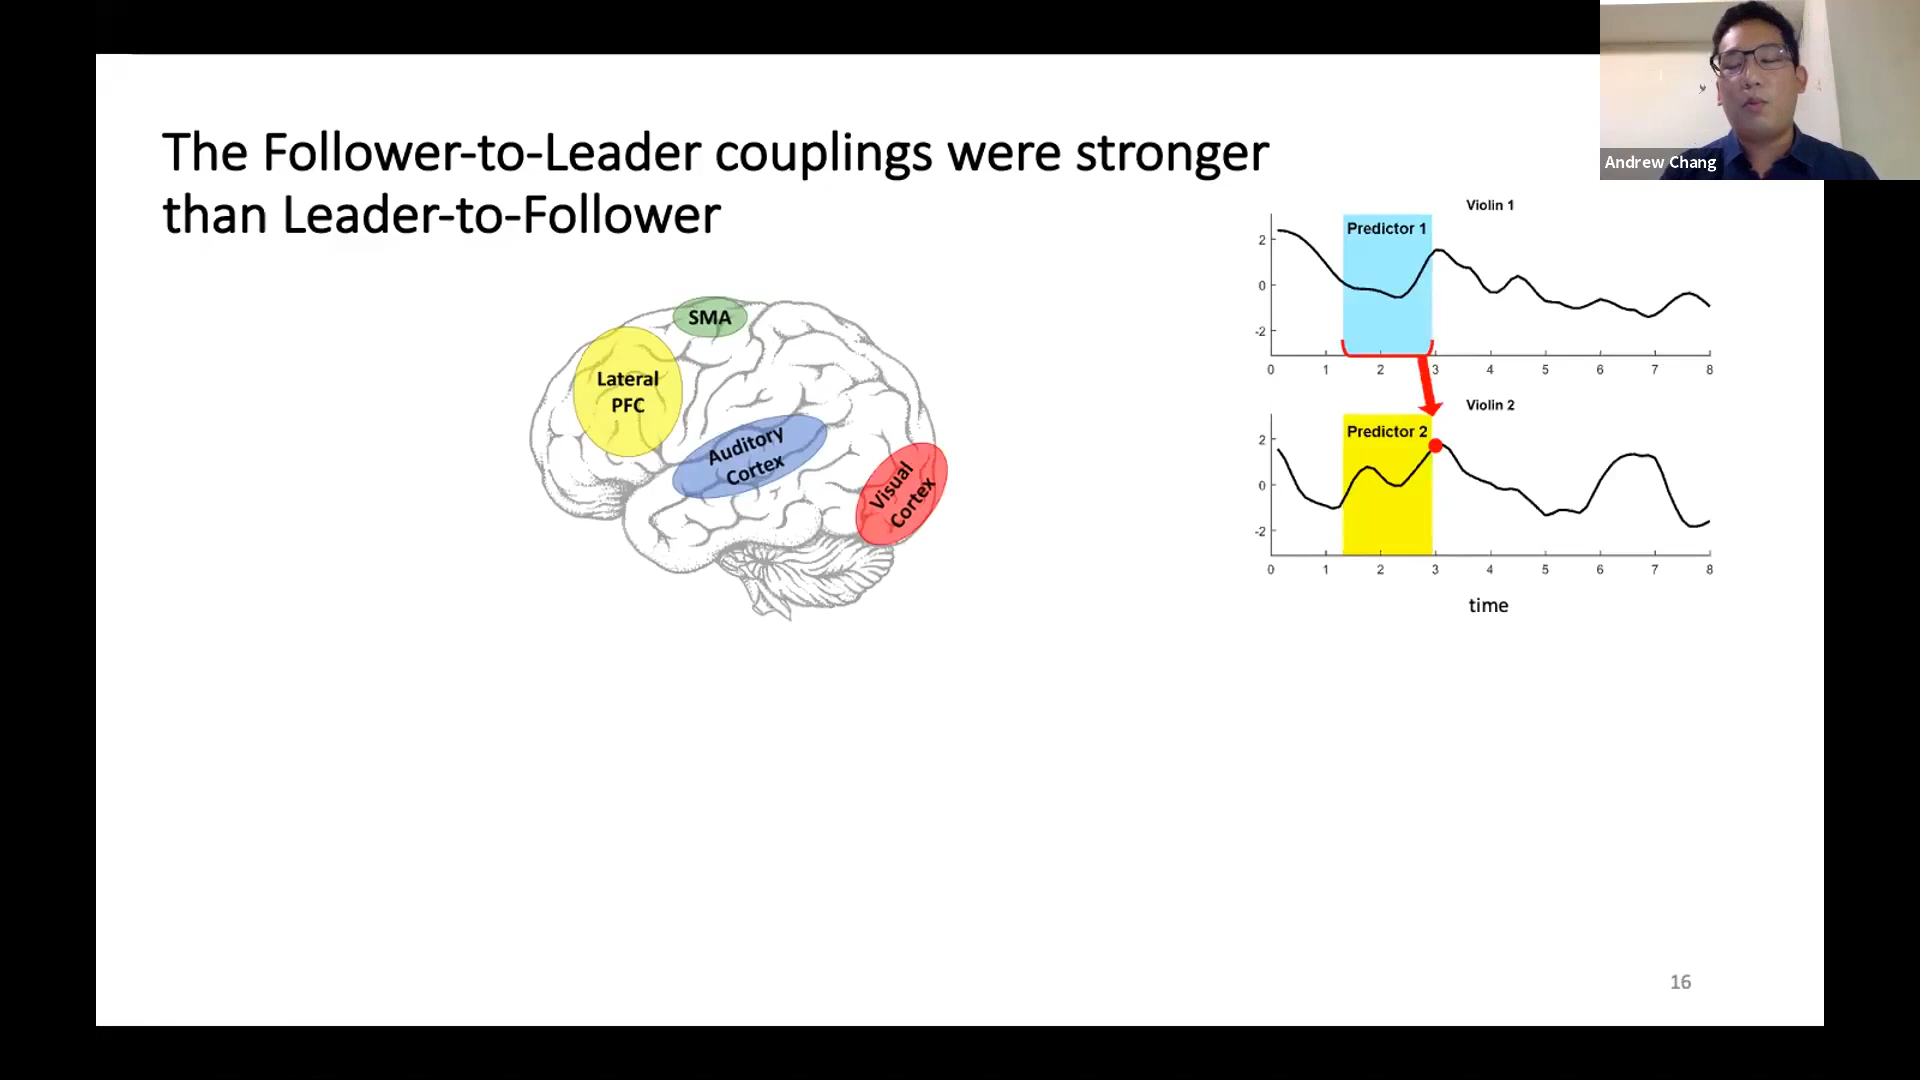 The Follower-to-Leader couplings were stronger
than Leader-to-Follower
Andrew Chang
SMA
Lateral
PFC
Auditory
Cortex
Visual
Cortex
Violin 1
Predictor 1
2
0
-2
0 1 2 3 4 5 6 7 8
Violin 2
Predictor 2
2
0
-2
0 1 2 3 4 5 6 7 8
time
16